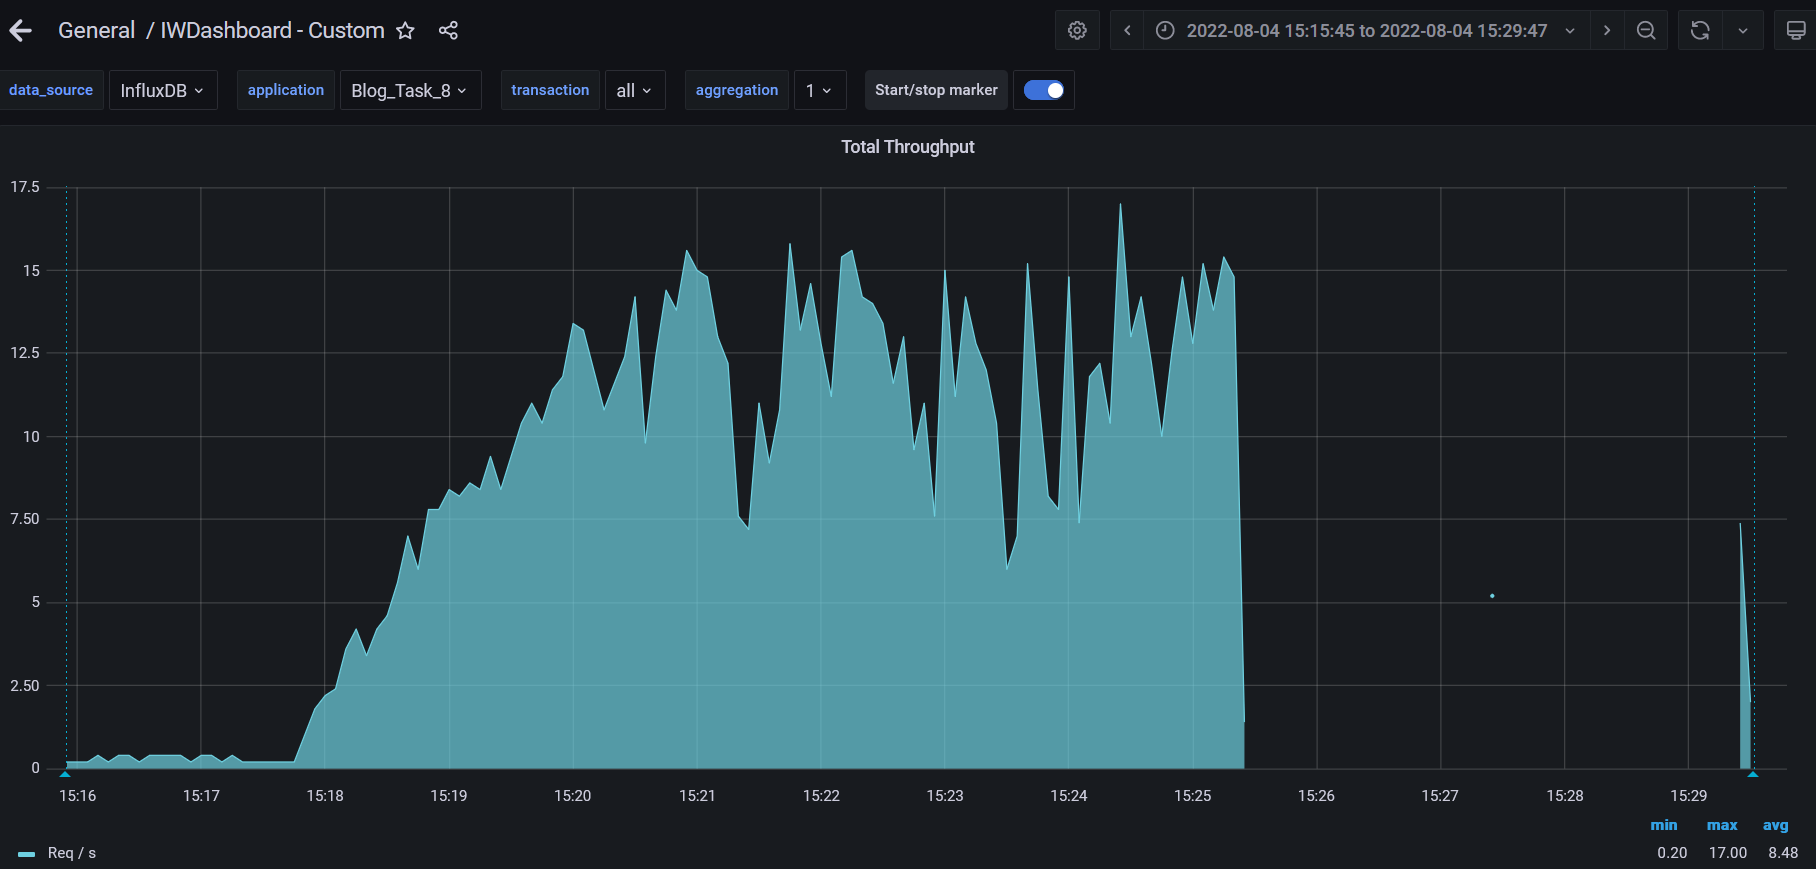 General / IWDashboard - Custom
2022-08-04 15:15:45 to 2022-08-04 15:29:47
data_source InfluxDB application Blog_Task_8 transaction all aggregation 1 Start/stop marker
Total Throughput
17.5
15
12.5
10
7.50
5
2.50
0
15:16 15:17 15:18 15:19 15:20 15:21 15:22 15:23 15:24 15:25 15:26 15:27 15:28 15:29
min max avg
Req / s 0.20 17.00 8.48